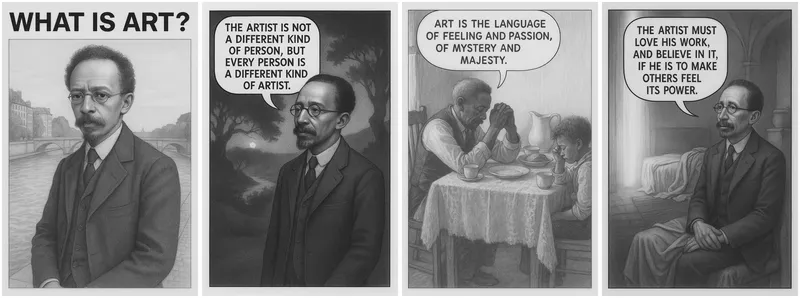 WHAT IS ART?
THE ARTIST IS NOT
A DIFFERENT KIND
OF PERSON, BUT
EVERY PERSON IS
A DIFFERENT KIND
OF ARTIST.
ART IS THE LANGUAGE
OF FEELING AND PASSION,
OF MYSTERY AND
MAJESTY.
THE ARTIST MUST
LOVE HIS WORK,
AND BELIEVE IN IT,
IF HE IS TO MAKE
OTHERS FEEL
ITS POWER.